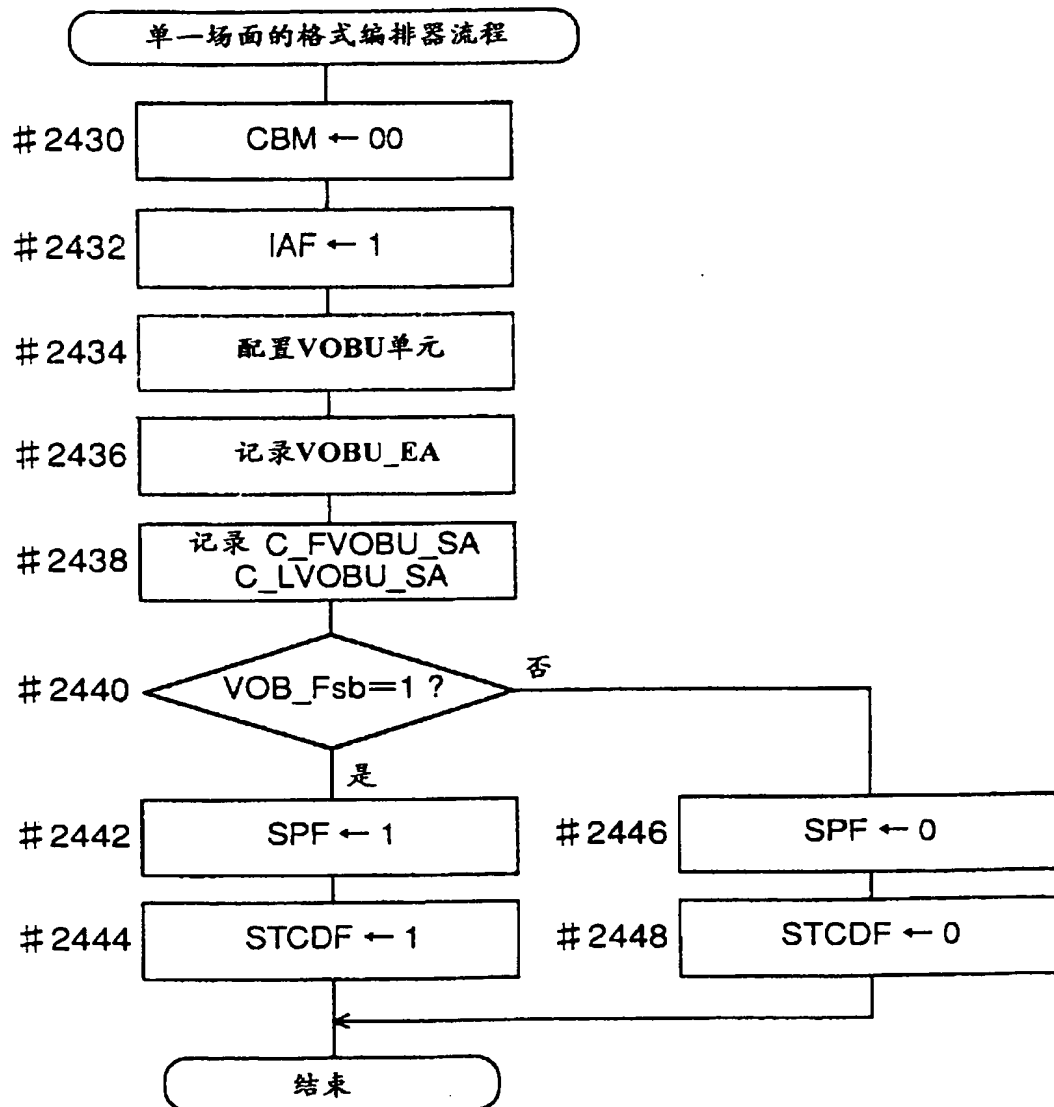 单一场面的格式编排器流程
#2430
CBM ← 00
#2432
IAF ← 1
#2434
配置VOBU单元
#2436
记录VOBU_EA
#2438
记录 C_FVOBU_SA
C_LVOBU_SA
#2440
VOB_Fsb=1 ?
否
是
#2442
SPF ← 1
#2446
SPF ← 0
#2444
STCDF ← 1
#2448
STCDF ← 0
结束